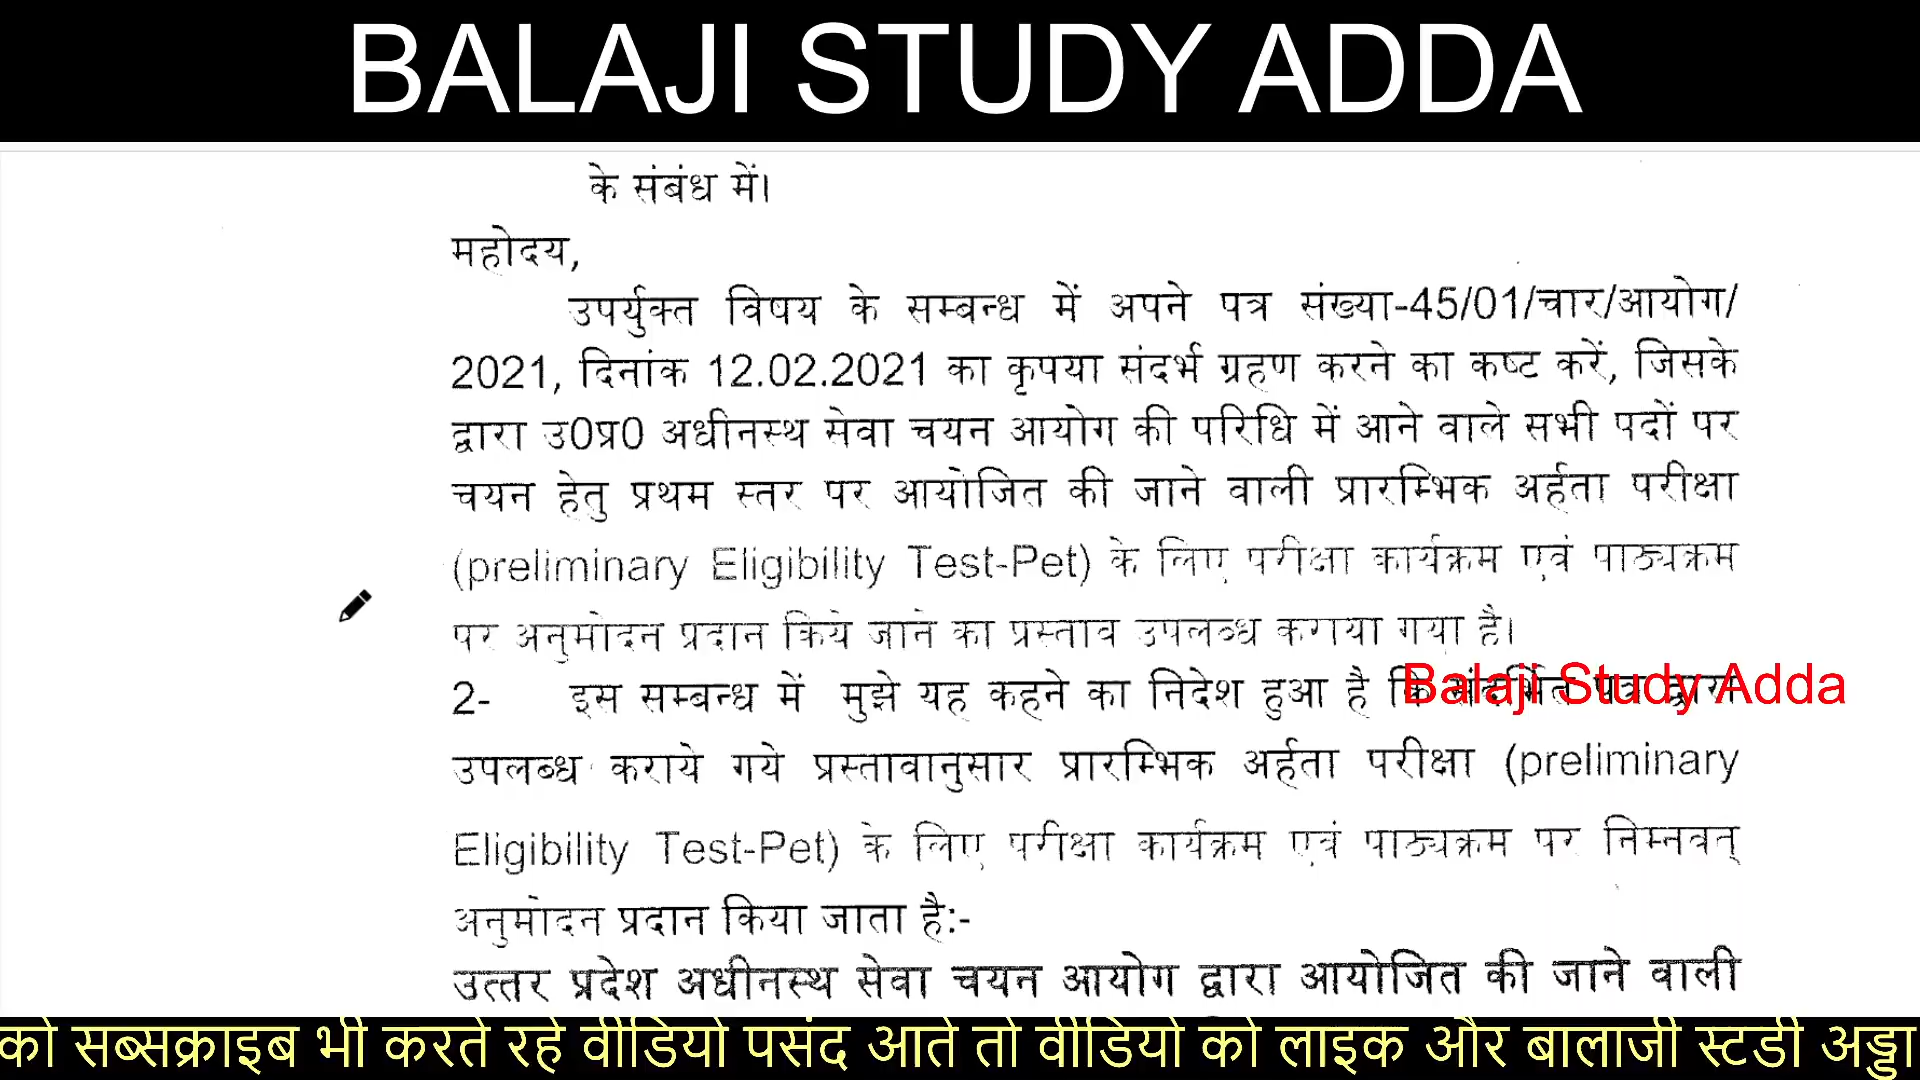 BALAJI STUDY ADDA
के संबंध में।
महोदय,
उपर्युक्त विषय के सम्बन्ध में अपने पत्र संख्या-45/01/चार/आयोग/
2021, दिनांक 12.02.2021 का कृपया संदर्भ ग्रहण करने का कष्ट करें, जिसके
द्वारा उ0प्र0 अधीनस्थ सेवा चयन आयोग की परिधि में आने वाले सभी पदों पर
चयन हेतु प्रथम स्तर पर आयोजित की जाने वाली प्रारम्भिक अर्हता परीक्षा
(preliminary Eligibility Test-Pet) के लिए परीक्षा कार्यक्रम एवं पाठ्यक्रम
पर अनुमोदन प्रदान किये जाने का प्रस्ताव उपलब्ध कराया गया है।
2- इस सम्बन्ध में मुझे यह कहने का निदेश हुआ है कि संदर्भित पत्र द्वारा
Balaji Study Adda
उपलब्ध कराये गये प्रस्तावानुसार प्रारम्भिक अर्हता परीक्षा (preliminary
Eligibility Test-Pet) के लिए परीक्षा कार्यक्रम एवं पाठ्यक्रम पर निम्नवत्
अनुमोदन प्रदान किया जाता है:-
उत्तर प्रदेश अधीनस्थ सेवा चयन आयोग द्वारा आयोजित की जाने वाली
को सब्सक्राइब भी करते रहे वीडियो पसंद आते तो वीडियो को लाइक और बालाजी स्टडी अड्डा